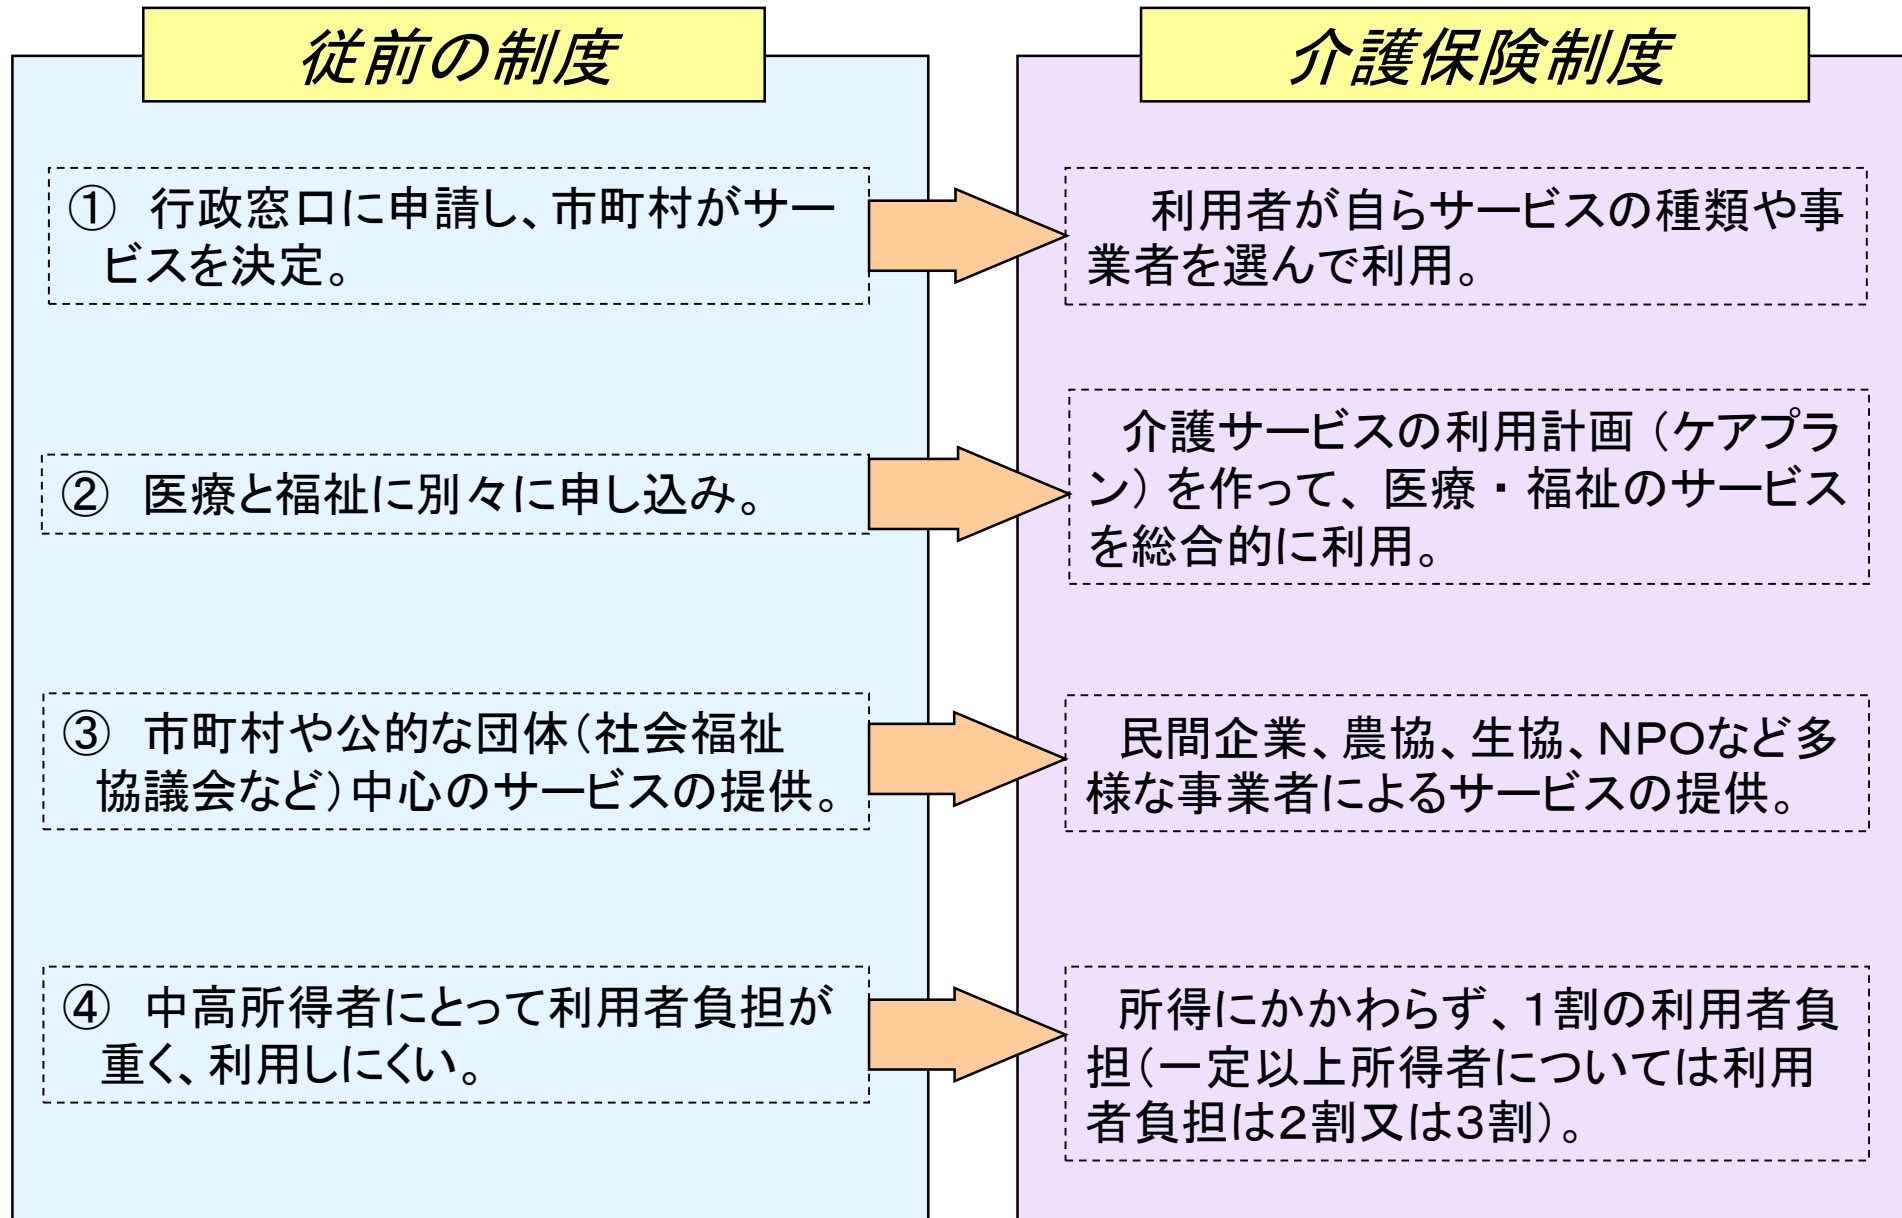 従前の制度
① 行政窓口に申請し、市町村がサー
ビスを決定。
② 医療と福祉に別々に申し込み。
③ 市町村や公的な団体（社会福祉
協議会など）中心のサービスの提供。
④ 中高所得者にとって利用者負担が
重く、利用しにくい。
介護保険制度
利用者が自らサービスの種類や事
業者を選んで利用。
介護サービスの利用計画（ケアプラ
ン）を作って、医療・福祉のサービス
を総合的に利用。
民間企業、農協、生協、ＮＰＯなど多
様な事業者によるサービスの提供。
所得にかかわらず、１割の利用者負
担（一定以上所得者については利用
者負担は２割又は３割）。